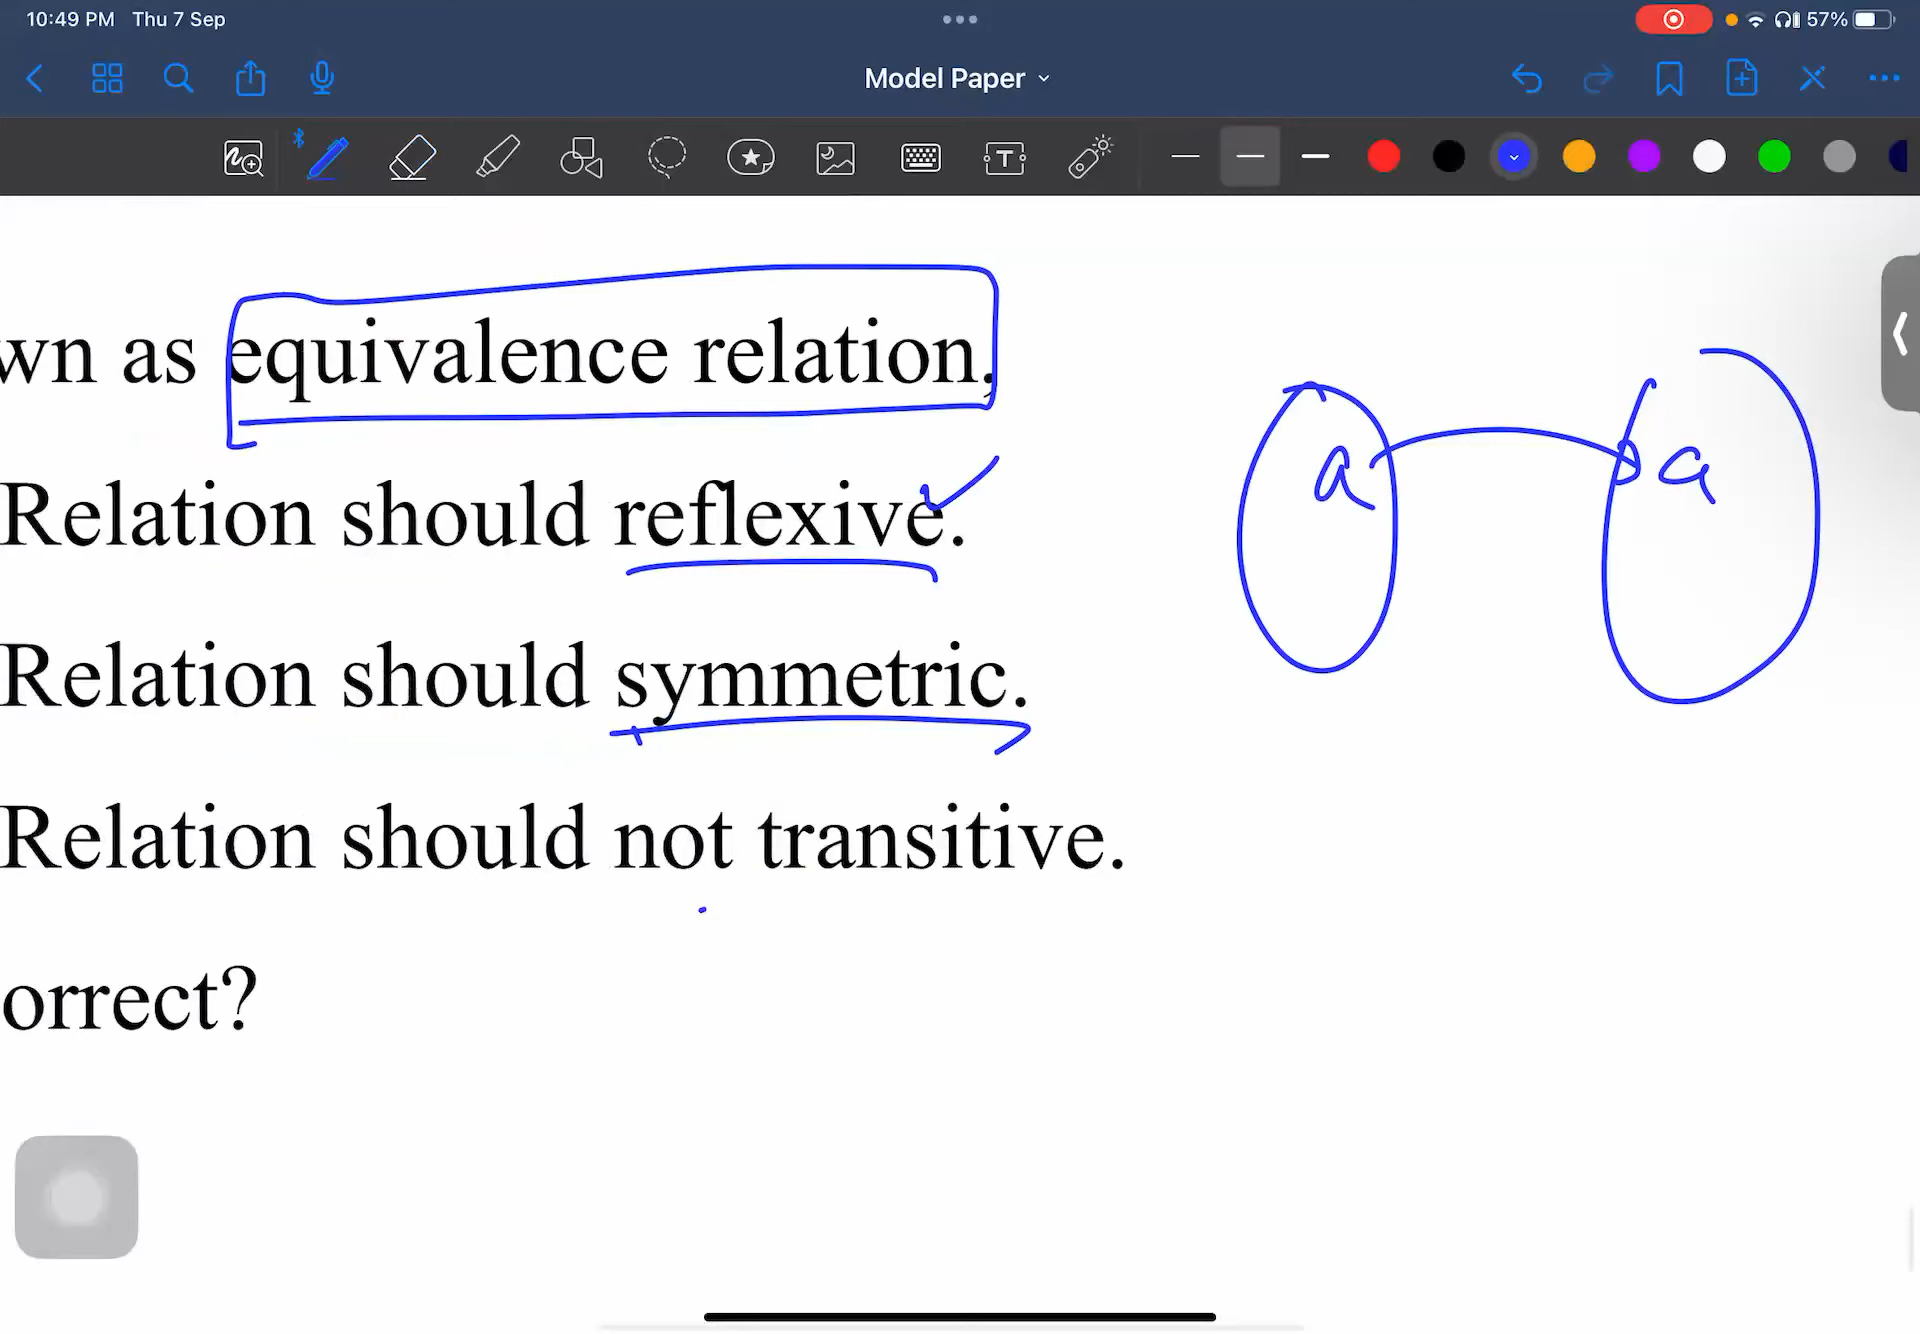 10:49 PM Thu 7 Sep
57%
Model Paper
T
wn as equivalence relation,
a a
Relation should reflexive.
Relation should symmetric.
Relation should not transitive.
orrect?